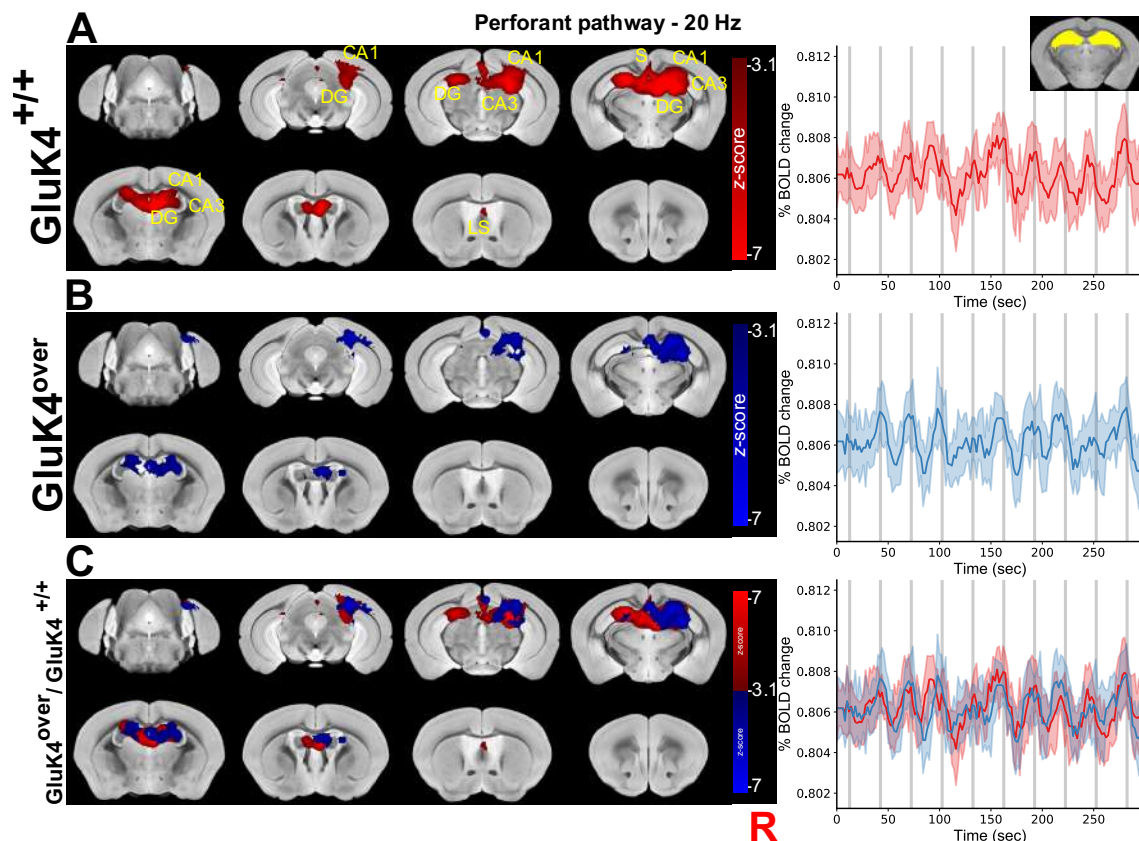 Perforant pathway - 20 Hz
A
GluK4+/+
CA1
DG
CA1
DG
CA3
S
CA1
CA3
DG
CA1
DG
CA3
LS
-3.1
z-score
-7
% BOLD change
0.812
0.810
0.808
0.806
0.804
0.802
0 50 100 150 200 250
Time (sec)
B
GluK4over
-3.1
z-score
-7
% BOLD change
0.812
0.810
0.808
0.806
0.804
0.802
0 50 100 150 200 250
Time (sec)
C
GluK4over/ GluK4 +/+
-7
z-score
-3.1
z-score
-7
R
% BOLD change
0.812
0.810
0.808
0.806
0.804
0.802
0 50 100 150 200 250
Time (sec)